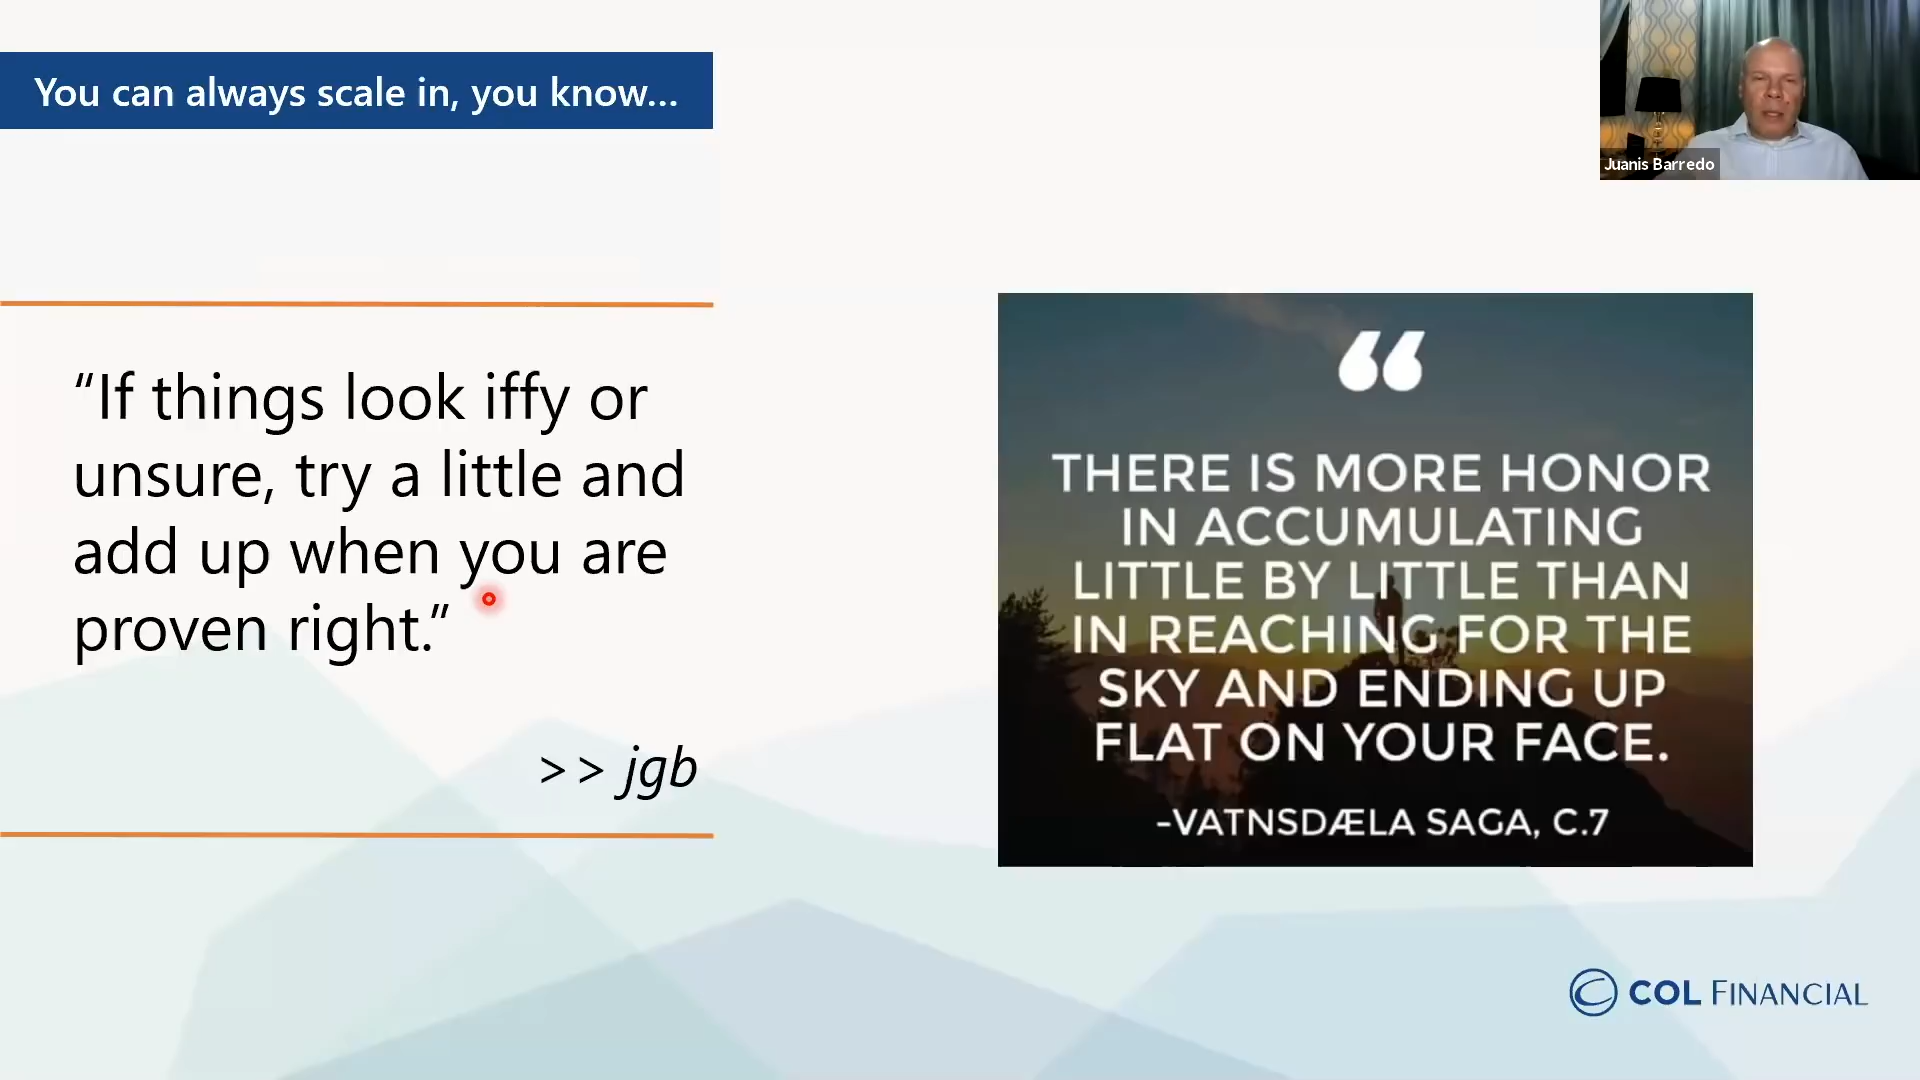 You can always scale in, you know...
Juanis Barredo
“If things look iffy or
unsure, try a little and
add up when you are
proven right.”
>> jgb
THERE IS MORE HONOR
IN ACCUMULATING
LITTLE BY LITTLE THAN
IN REACHING FOR THE
SKY AND ENDING UP
FLAT ON YOUR FACE.
-VATNSDÆLA SAGA, C.7
COL FINANCIAL